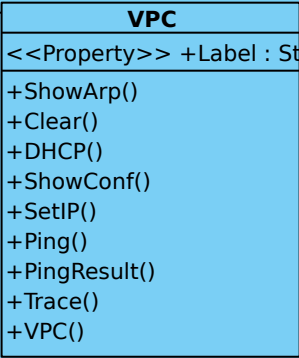 VPC
<<Property>> +Label : St
+ShowArp()
+Clear()
+DHCP()
+ShowConf()
+SetIP()
+Ping()
+PingResult()
+Trace()
+VPC()